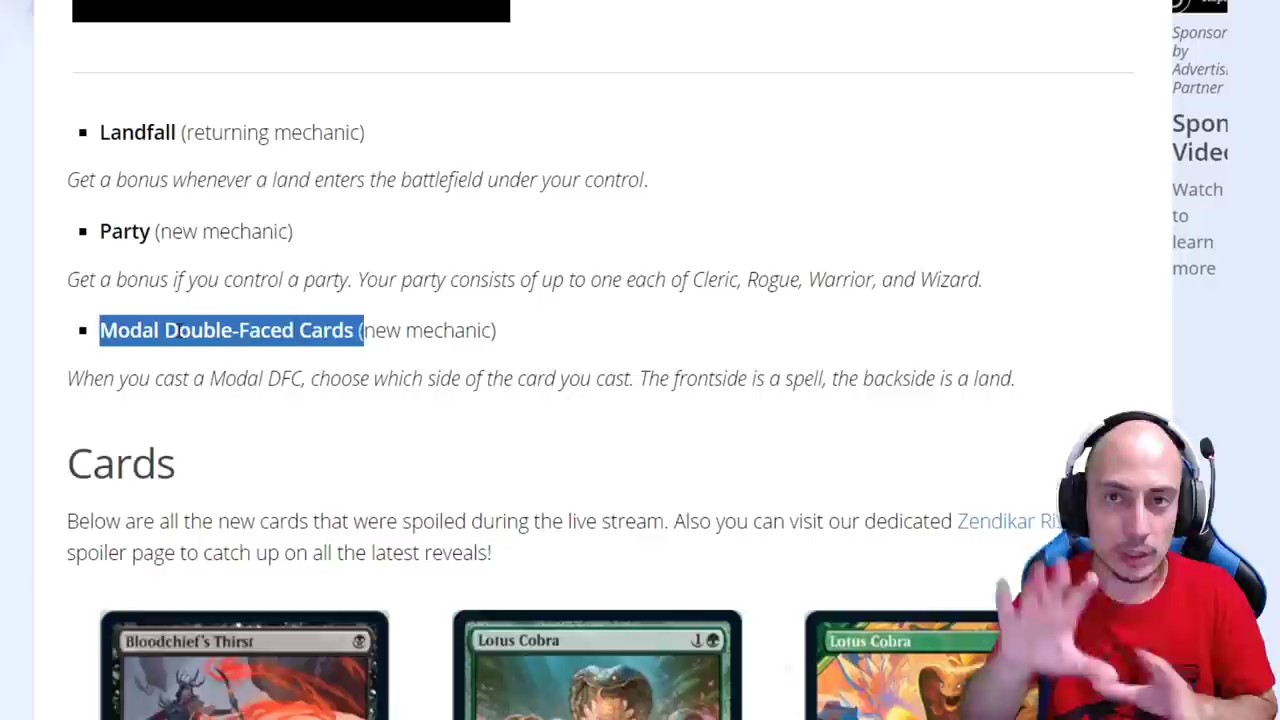 Sponsor
by
Advertis
Partner
Spon
Vide
Watch
to
learn
more
▪ Landfall (returning mechanic)
Get a bonus whenever a land enters the battlefield under your control.
▪ Party (new mechanic)
Get a bonus if you control a party. Your party consists of up to one each of Cleric, Rogue, Warrior, and Wizard.
▪ Modal Double-Faced Cards (new mechanic)
When you cast a Modal DFC, choose which side of the card you cast. The frontside is a spell, the backside is a land.
Cards
Below are all the new cards that were spoiled during the live stream. Also you can visit our dedicated Zendikar Ri
spoiler page to catch up on all the latest reveals!
Bloodchief's Thirst
Lotus Cobra 1
Lotus Cobra